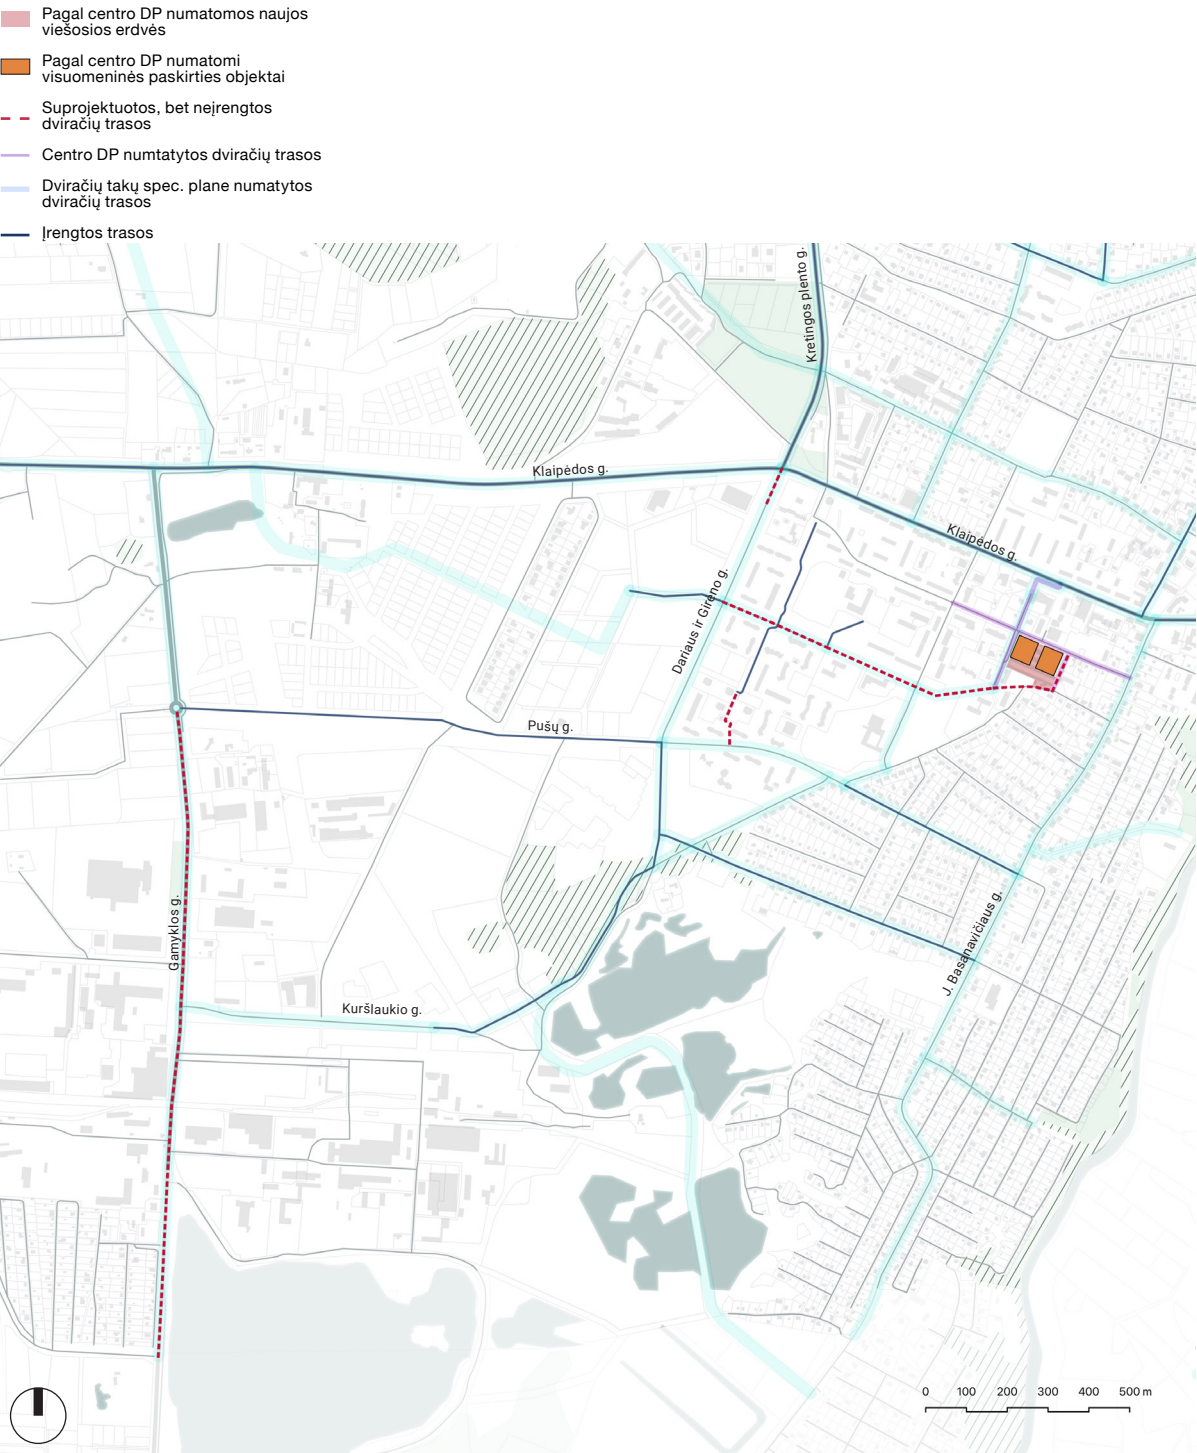 Pagal centro DP numatomos naujos
viešosios erdvės
Pagal centro DP numatomi
visuomeninės paskirties objektai
Suprojektuotos, bet neįrengtos
dviračių trasos
Centro DP numtatytos dviračių trasos
Dviračių takų spec. plane numatytos
dviračių trasos
Įrengtos trasos
Kretingos plento g.
Klaipėdos g.
Klaipėdos g.
Dariaus ir Girėno g.
Pušų g.
Gamyklos g.
J. Basanavičiaus g.
Kuršlaukio g.
0 100 200 300 400 500 m